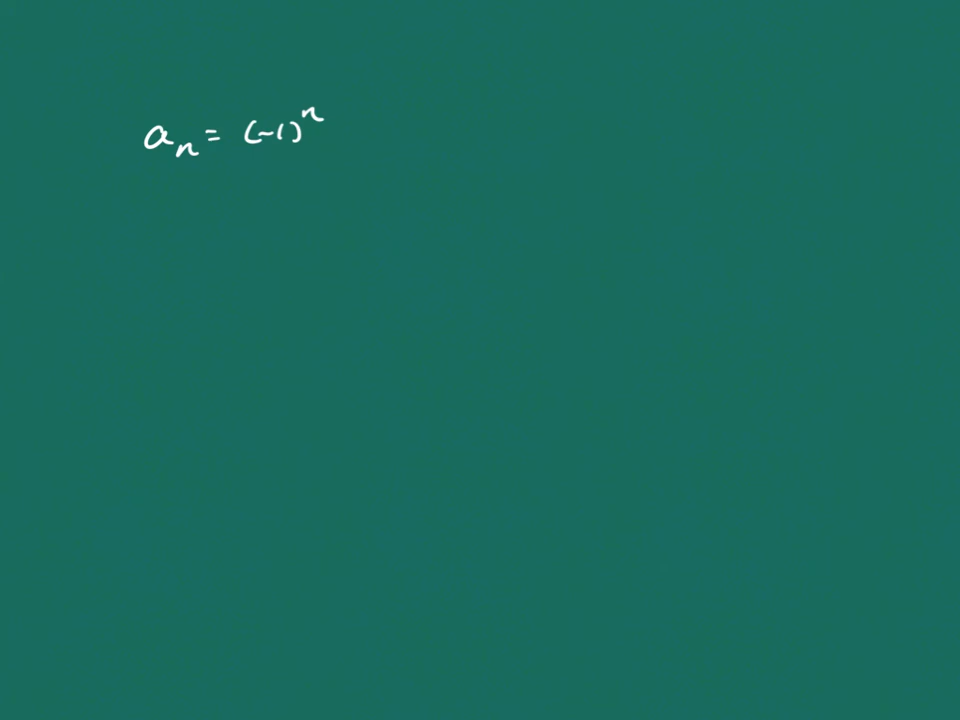 aₙ = (-1)ⁿ